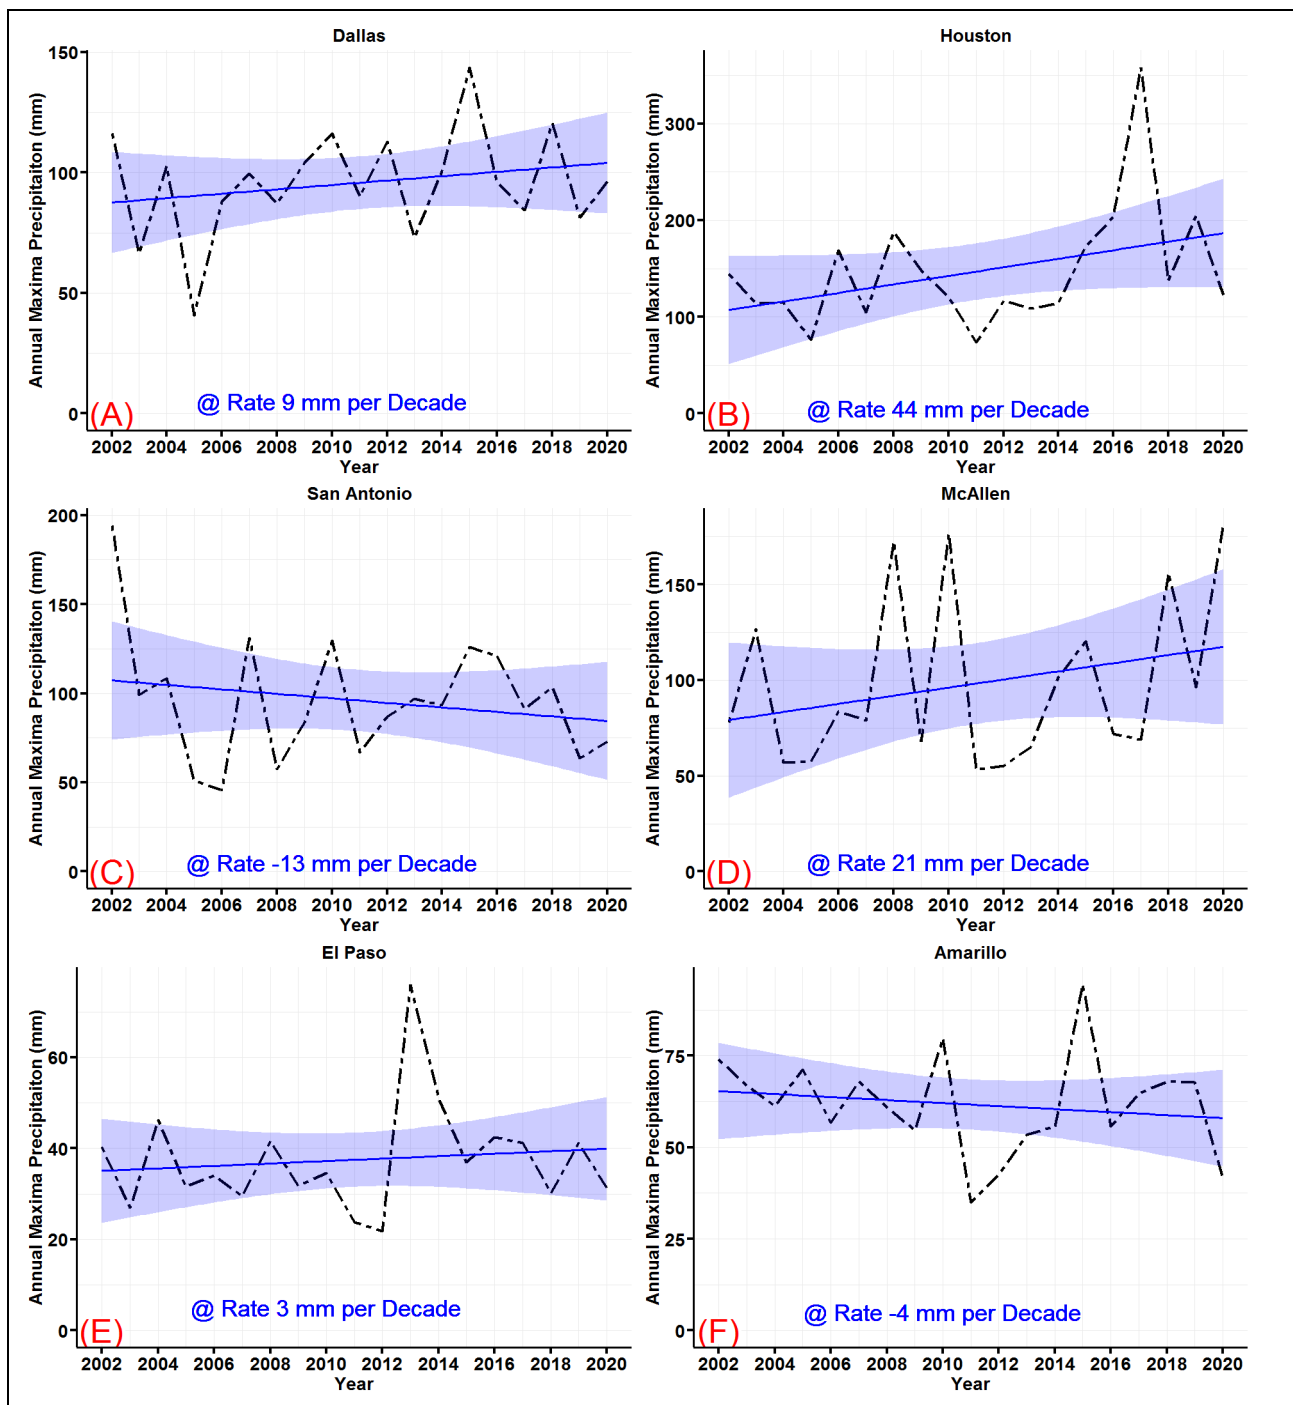 Dallas
Annual Maxima Precipitaiton (mm)
150
100
50
0
(A)
@ Rate 9 mm per Decade
2002 2004 2006 2008 2010 2012 2014 2016 2018 2020
Year
Houston
Annual Maxima Precipitaiton (mm)
300
200
100
0
(B)
@ Rate 44 mm per Decade
2002 2004 2006 2008 2010 2012 2014 2016 2018 2020
Year
San Antonio
Annual Maxima Precipitaiton (mm)
200
150
100
50
0
(C)
@ Rate -13 mm per Decade
2002 2004 2006 2008 2010 2012 2014 2016 2018 2020
Year
McAllen
Annual Maxima Precipitaiton (mm)
150
100
50
0
(D)
@ Rate 21 mm per Decade
2002 2004 2006 2008 2010 2012 2014 2016 2018 2020
Year
El Paso
Annual Maxima Precipitaiton (mm)
60
40
20
0
(E)
@ Rate 3 mm per Decade
2002 2004 2006 2008 2010 2012 2014 2016 2018 2020
Year
Amarillo
Annual Maxima Precipitaiton (mm)
75
50
25
0
(F)
@ Rate -4 mm per Decade
2002 2004 2006 2008 2010 2012 2014 2016 2018 2020
Year